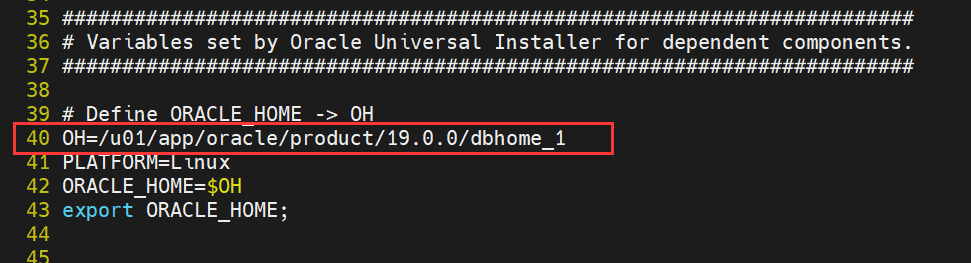 35 #######################################################################
36 # Variables set by Oracle Universal Installer for dependent components.
37 #######################################################################
38
39 # Define ORACLE_HOME -> OH
40 OH=/u01/app/oracle/product/19.0.0/dbhome_1
41 PLATFORM=Linux
42 ORACLE_HOME=$OH
43 export ORACLE_HOME;
44
45